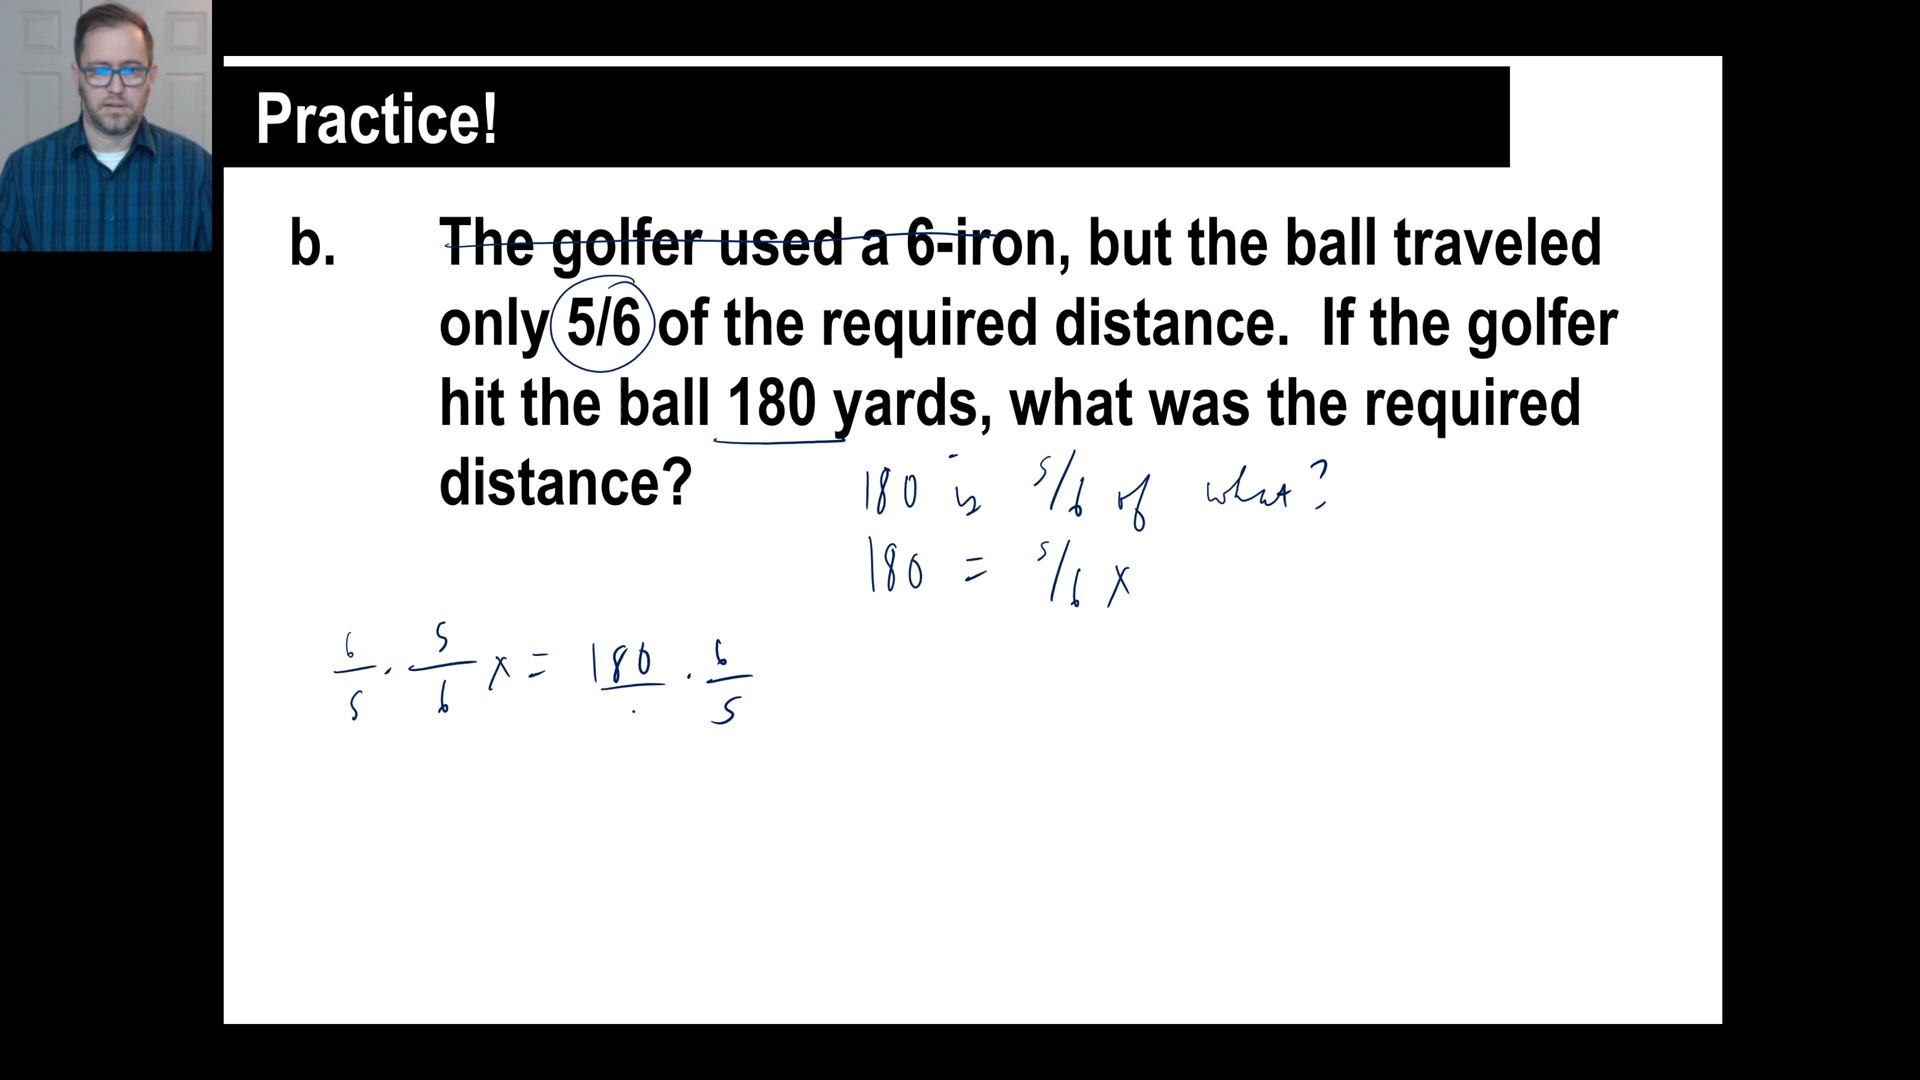 Practice!
b. The golfer used a 6-iron, but the ball traveled
only 5/6 of the required distance. If the golfer
hit the ball 180 yards, what was the required
distance?
180 is 5/6 of what?
180 = 5/6 x
6/5 · 5/6 x = 180/ · 6/5